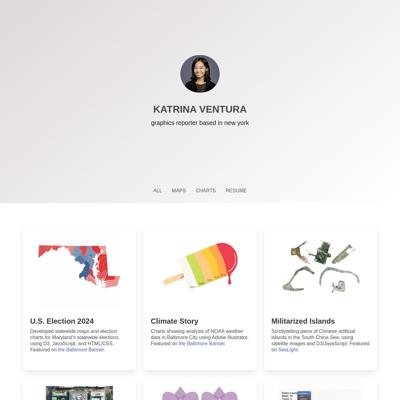 KATRINA VENTURA
graphics reporter based in new york
ALL MAPS CHARTS RESUME
U.S. Election 2024
Developed statewide maps and election
charts for Maryland's statewide elections
using D3, JavaScript, and HTML/CSS.
Featured on the Baltimore Banner.
Climate Story
Charts showing analysis of NOAA weather
data in Baltimore City using Adobe Illustrator.
Featured on the Baltimore Banner.
Militarized Islands
Scrollytelling piece of Chinese artificial
islands in the South China Sea, using
satellite images and D3/JavaScript. Featured
on SeaLight.